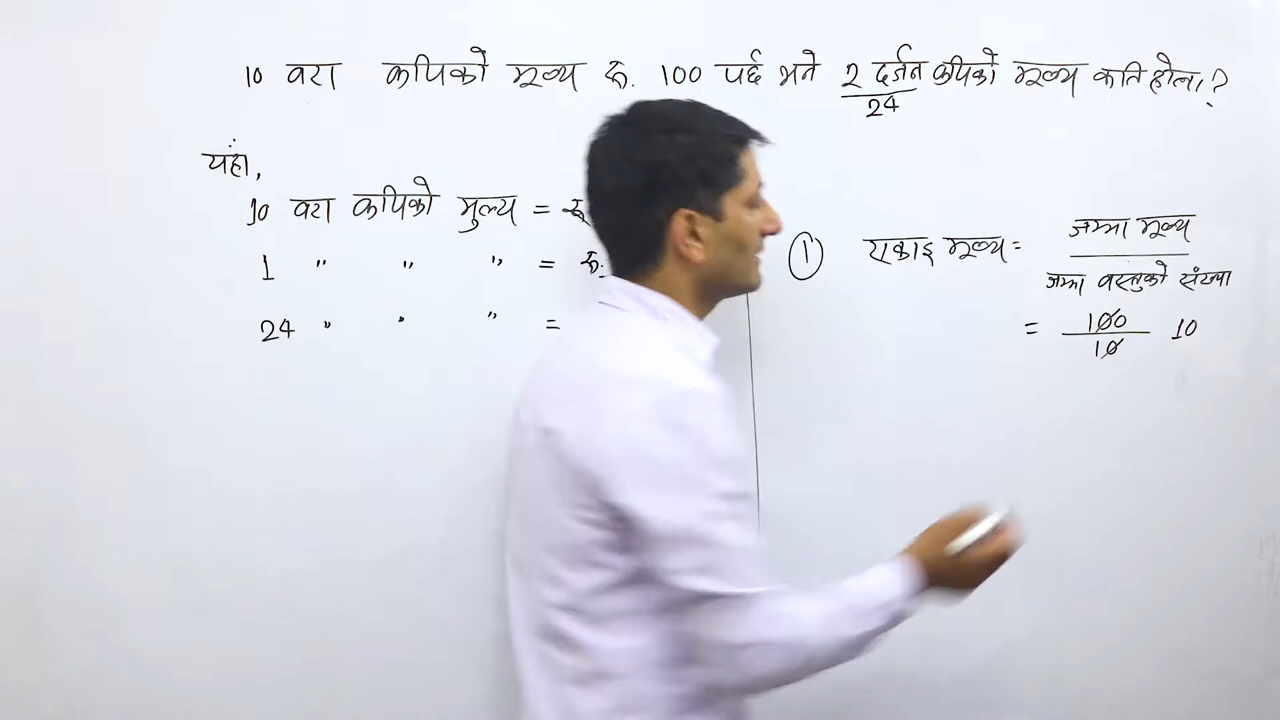 10 वटा कपिको मूल्य रु. 100 पर्छ भने 2 दर्जन कपिको मूल्य कति होला?
24
यहाँ,
10 वटा कपिको मुल्य = रु
1 " " " = रु.
24 " " " =
① एकाइ मूल्य = जम्मा मूल्य
जम्मा वस्तुको संख्या
= 100 10
10